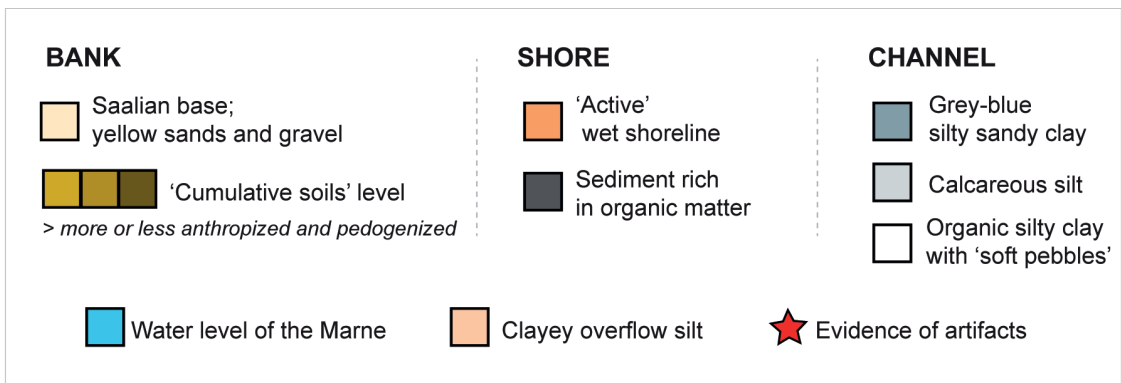 BANK
Saalian base;
yellow sands and gravel
‘Cumulative soils’ level
> more or less anthropized and pedogenized
SHORE
‘Active’
wet shoreline
Sediment rich
in organic matter
CHANNEL
Grey-blue
silty sandy clay
Calcareous silt
Organic silty clay
with ‘soft pebbles’
Water level of the Marne
Clayey overflow silt
Evidence of artifacts